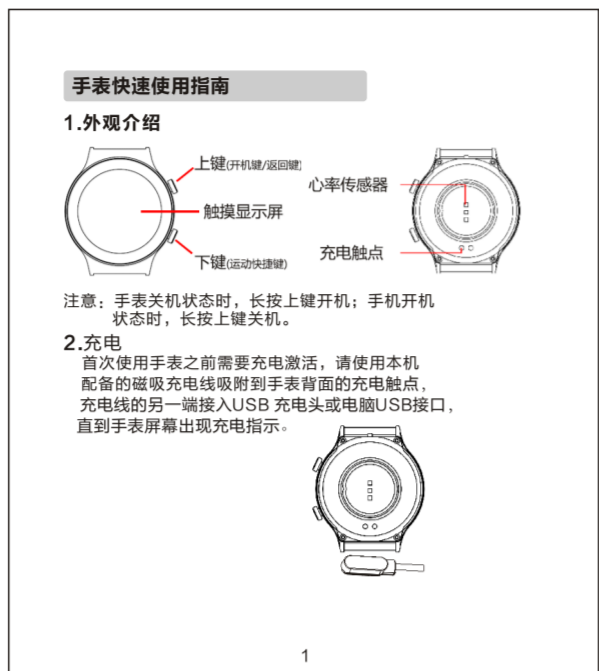 手表快速使用指南
1.外观介绍
上键(开机键/返回键)
触摸显示屏
下键(运动快捷键)
心率传感器
充电触点
注意：手表关机状态时，长按上键开机；手机开机
状态时，长按上键关机。
2.充电
首次使用手表之前需要充电激活，请使用本机
配备的磁吸充电线吸附到手表背面的充电触点，
充电线的另一端接入USB 充电头或电脑USB接口，
直到手表屏幕出现充电指示。
1